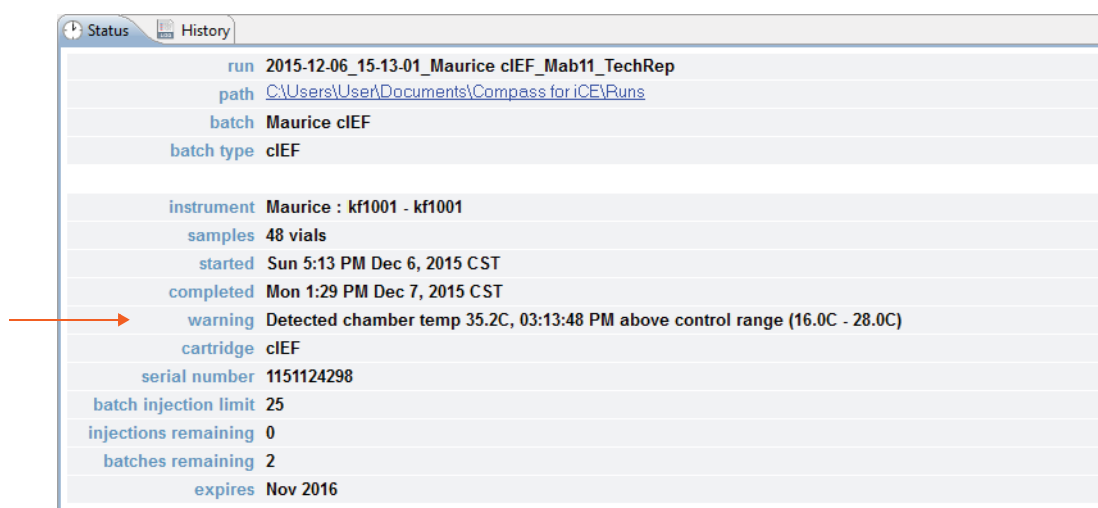 Status History
run 2015-12-06_15-13-01_Maurice cIEF_Mab11_TechRep
path C:\Users\User\Documents\Compass for iCE\Runs
batch Maurice cIEF
batch type cIEF
instrument Maurice : kf1001 - kf1001
samples 48 vials
started Sun 5:13 PM Dec 6, 2015 CST
completed Mon 1:29 PM Dec 7, 2015 CST
warning Detected chamber temp 35.2C, 03:13:48 PM above control range (16.0C - 28.0C)
cartridge cIEF
serial number 1151124298
batch injection limit 25
injections remaining 0
batches remaining 2
expires Nov 2016